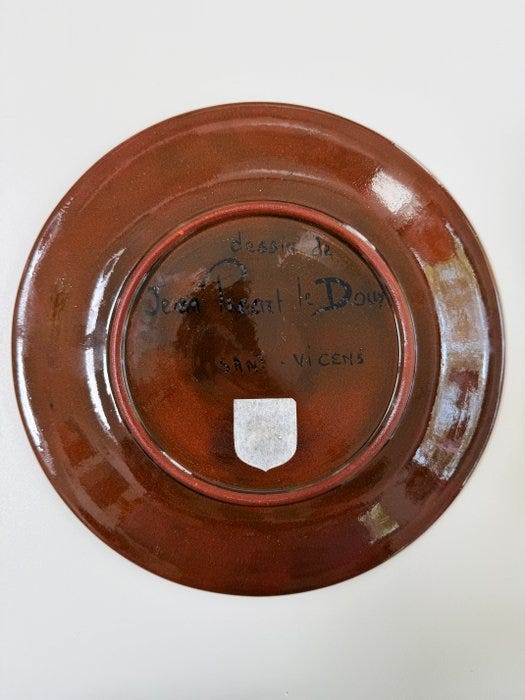 dessin de
Jean Picart le Doux
SANT-VICENS